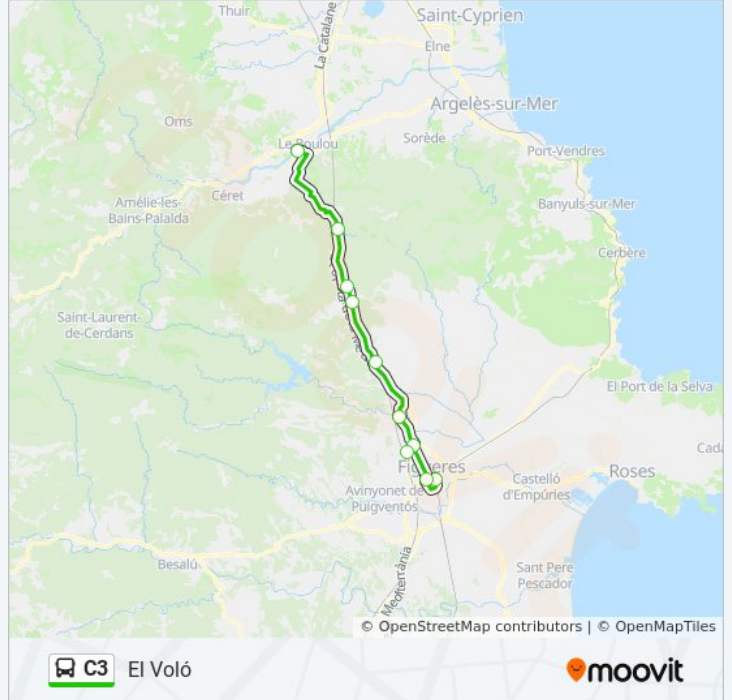 Thuir
Saint-Cyprien
La Catalane
Elne
Argelès-sur-Mer
Oms
Le Boulou
Sorède
Port-Vendres
Céret
Amélie-les-
Bains-Palalda
Banyuls-sur-Mer
Cerbère
Saint-Laurent-
de-Cerdans
El Port de la Selva
Figueres
Roses
Castelló
d'Empúries
Avinyonet de
Puigventós
Besalú
Mediterrània
Sant Pere
Pescador
© OpenStreetMap contributors | © OpenMapTiles
C3 El Voló
moovit